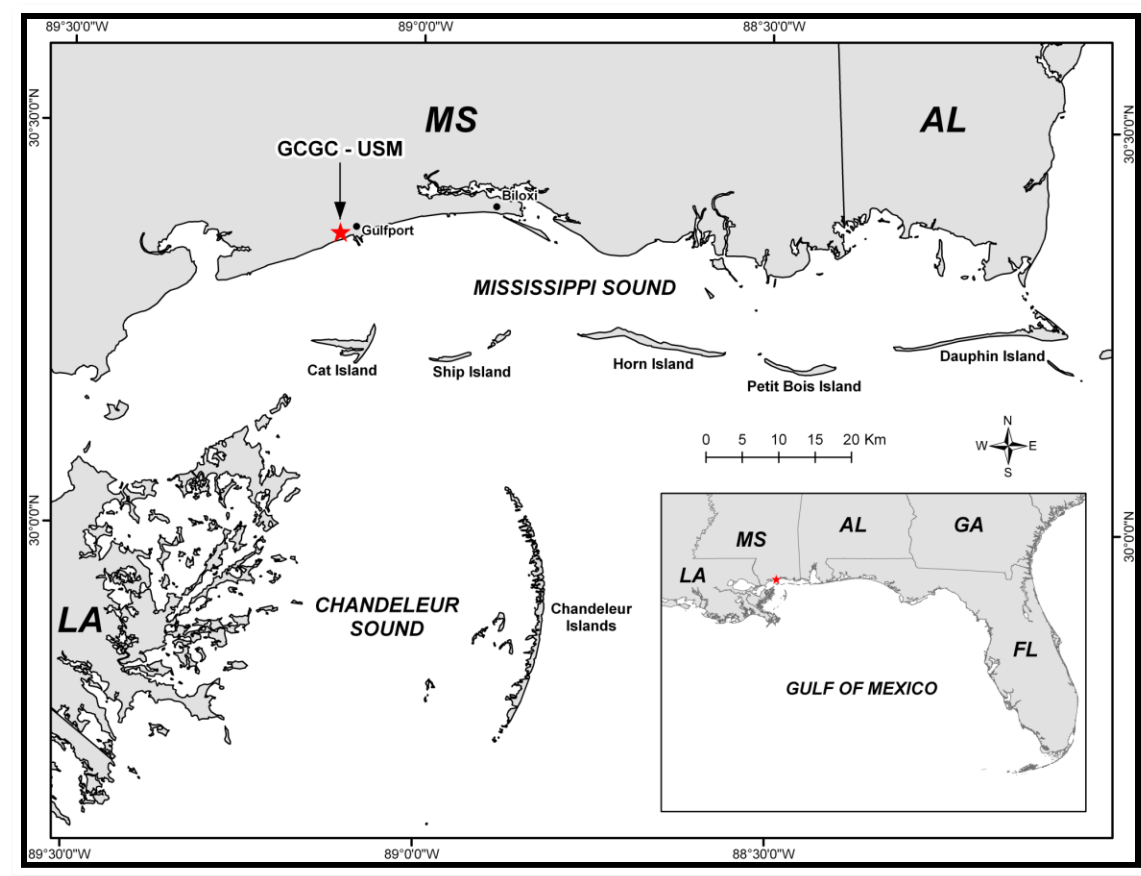 89°30'0"W
89°0'0"W
88°30'0"W
30°30'0"N
30°30'0"N
MS
AL
GCGC - USM
Biloxi
Gulfport
MISSISSIPPI SOUND
Cat Island
Ship Island
Horn Island
Petit Bois Island
Dauphin Island
0 5 10 15 20 Km
N
W E
S
30°0'0"N
30°0'0"N
LA
CHANDELEUR
SOUND
Chandeleur
Islands
MS
AL
GA
LA
FL
GULF OF MEXICO
89°30'0"W
89°0'0"W
88°30'0"W